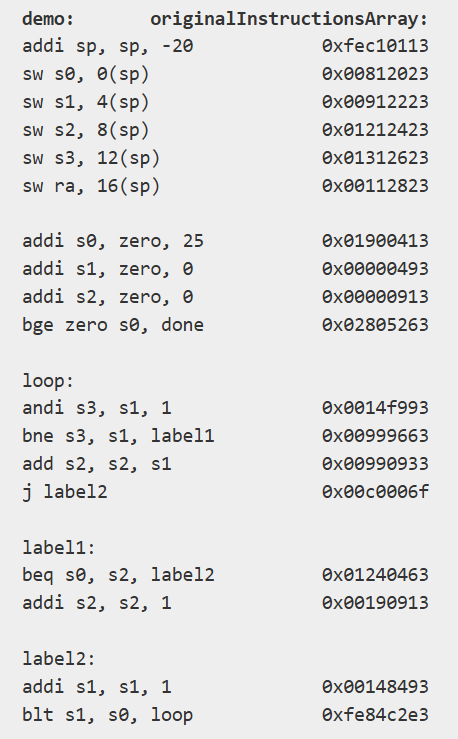 demo: originalInstructionsArray:
addi sp, sp, -20 0xfec10113
sw s0, 0(sp) 0x00812023
sw s1, 4(sp) 0x00912223
sw s2, 8(sp) 0x01212423
sw s3, 12(sp) 0x01312623
sw ra, 16(sp) 0x00112823
addi s0, zero, 25 0x01900413
addi s1, zero, 0 0x00000493
addi s2, zero, 0 0x00000913
bge zero s0, done 0x02805263
loop:
andi s3, s1, 1 0x0014f993
bne s3, s1, label1 0x00999663
add s2, s2, s1 0x00990933
j label2 0x00c0006f
label1:
beq s0, s2, label2 0x01240463
addi s2, s2, 1 0x00190913
label2:
addi s1, s1, 1 0x00148493
blt s1, s0, loop 0xfe84c2e3